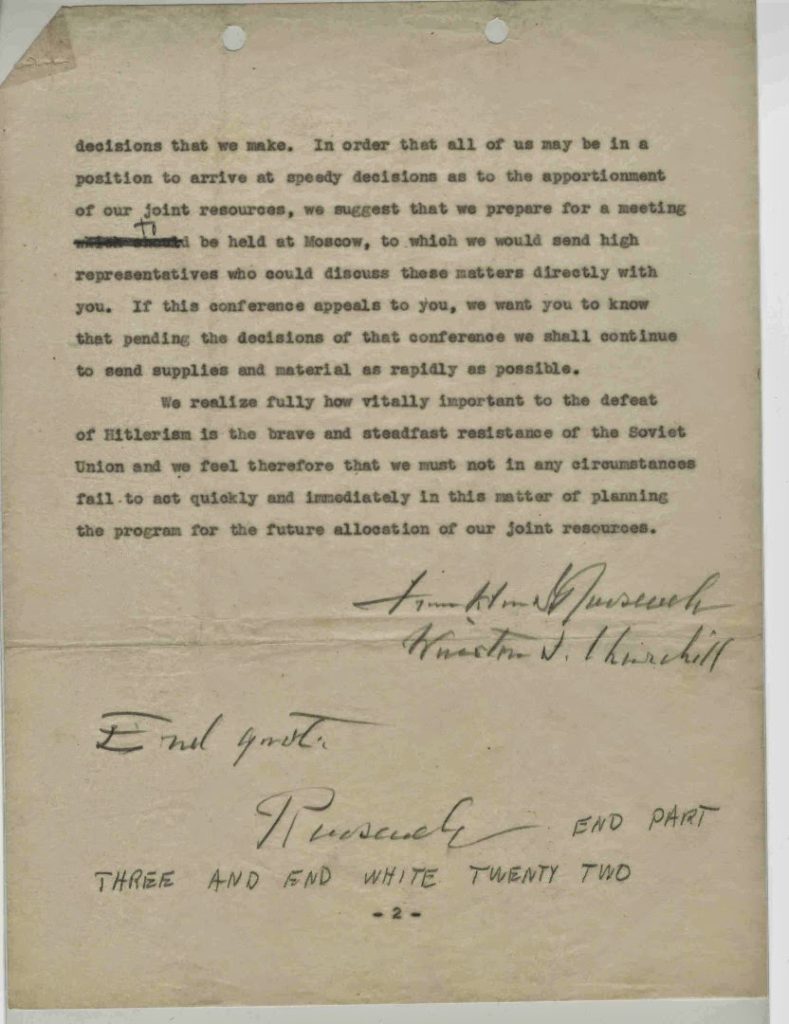 decisions that we make. In order that all of us may be in a
position to arrive at speedy decisions as to the apportionment
of our joint resources, we suggest that we prepare for a meeting
to
which should be held at Moscow, to which we would send high
representatives who could discuss these matters directly with
you. If this conference appeals to you, we want you to know
that pending the decisions of that conference we shall continue
to send supplies and material as rapidly as possible.
We realize fully how vitally important to the defeat
of Hitlerism is the brave and steadfast resistance of the Soviet
Union and we feel therefore that we must not in any circumstances
fail to act quickly and immediately in this matter of planning
the program for the future allocation of our joint resources.
Franklin D Roosevelt
Winston S. Churchill
End quote.
Roosevelt END PART
THREE AND END WHITE TWENTY TWO
- 2 -